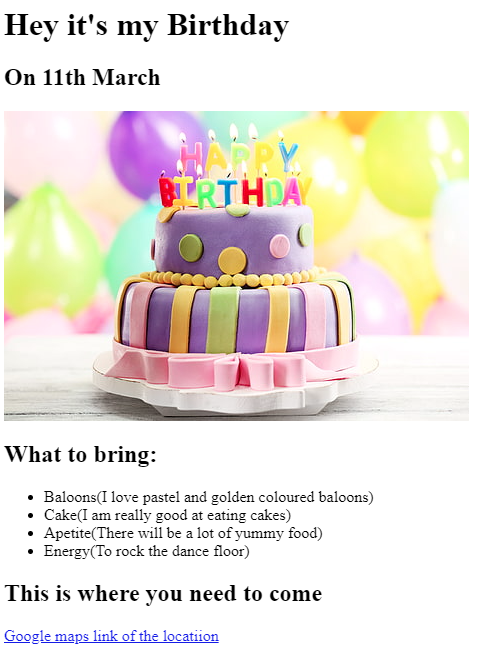 Hey it's my Birthday
On 11th March
HAPPY
BIRTHDAY
What to bring:
Baloons(I love pastel and golden coloured baloons)
Cake(I am really good at eating cakes)
Apetite(There will be a lot of yummy food)
Energy(To rock the dance floor)
This is where you need to come
Google maps link of the locatiion